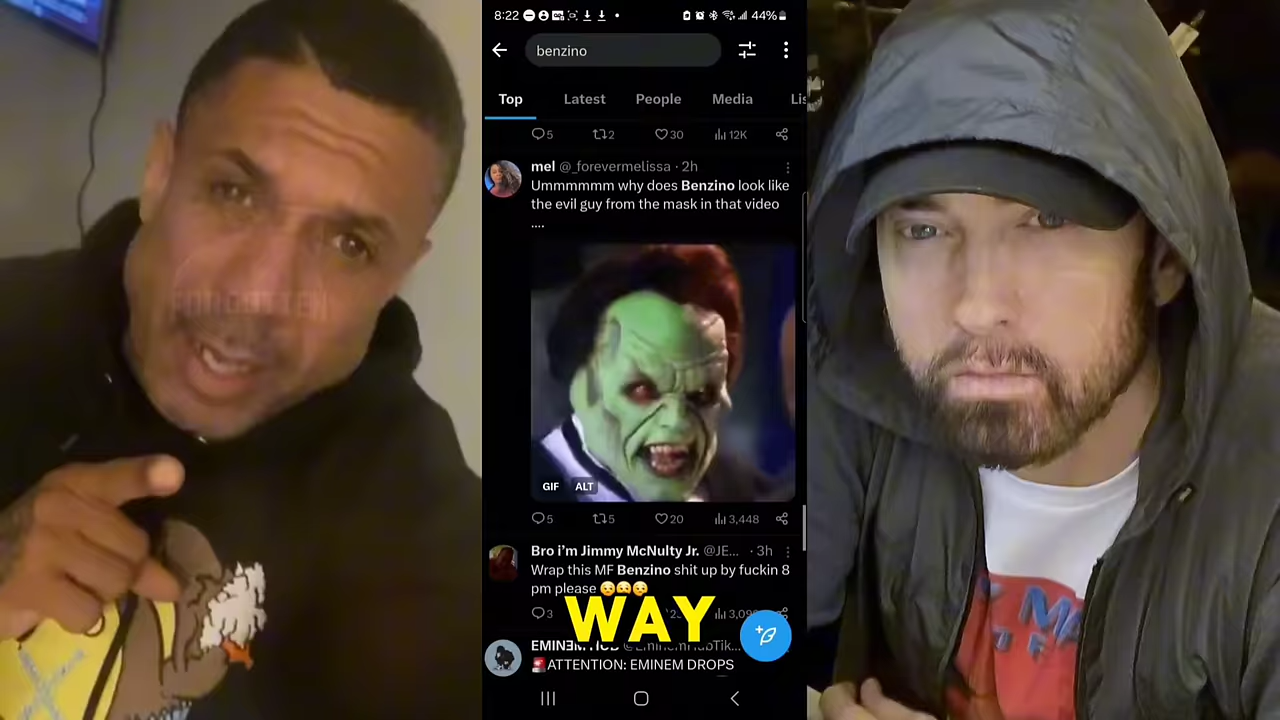 8:22
44%
benzino
Top
Latest
People
Media
Lis
5
2
30
12K
mel @_forevermelissa · 2h
Ummmmmm why does Benzino look like
the evil guy from the mask in that video
....
GIF
ALT
5
5
20
3,448
Bro i'm Jimmy McNulty Jr. @JE... · 3h
Wrap this MF Benzino shit up by fuckin 8
pm please 😒😒😒
3
WAY
🚨ATTENTION: EMINEM DROPS